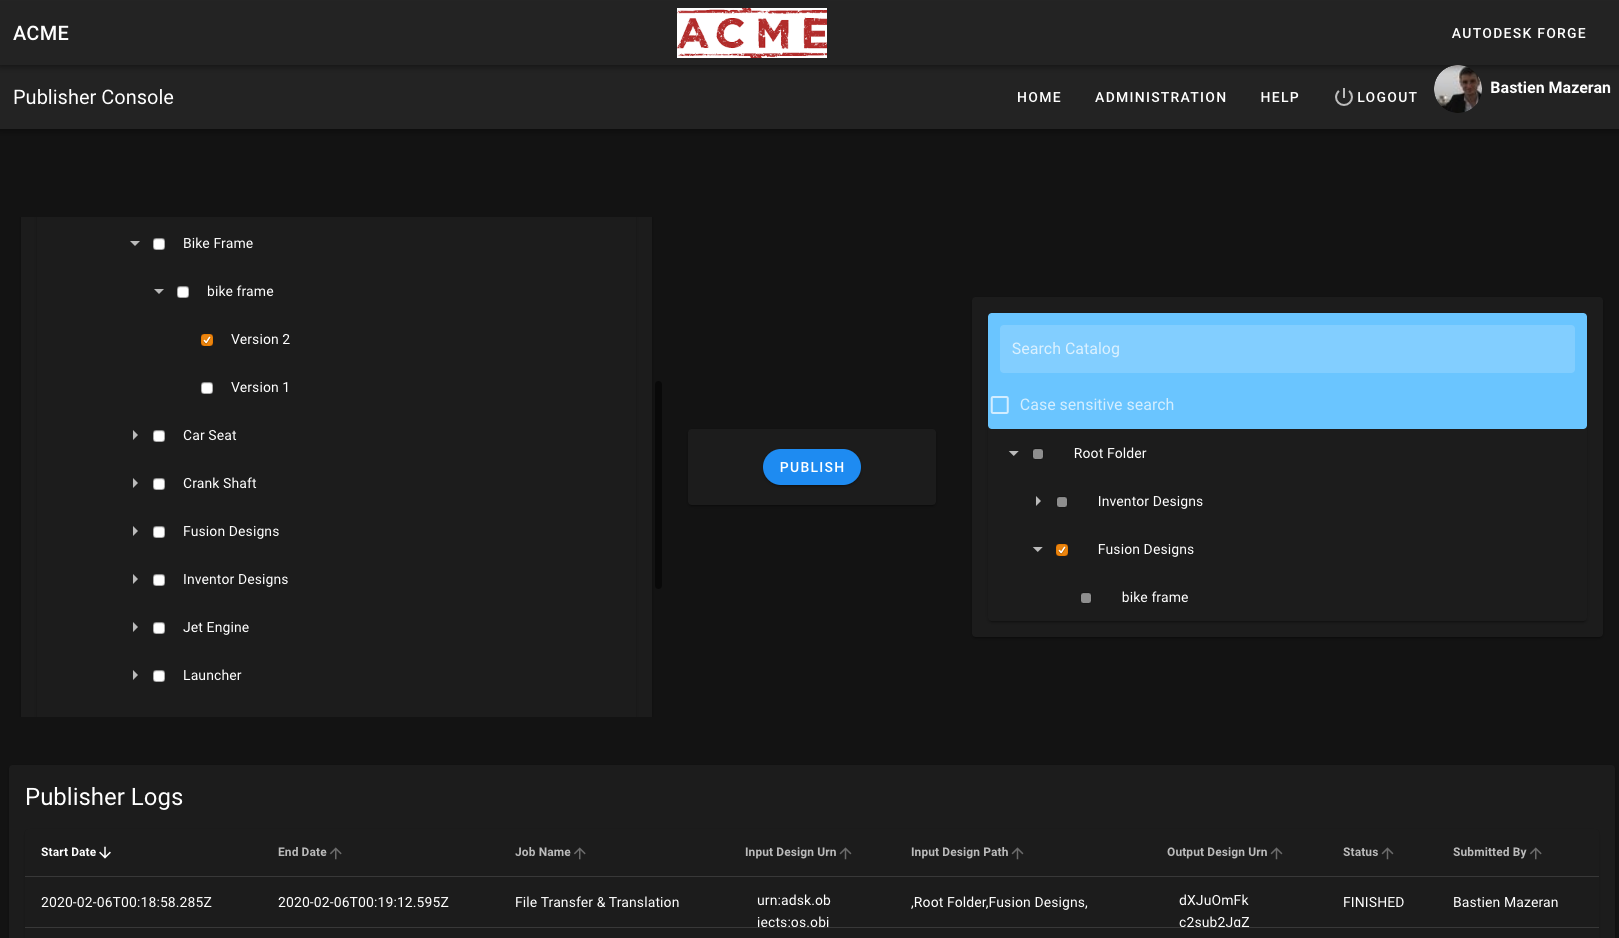 ACME
ACME
AUTODESK FORGE
Publisher Console
HOME
ADMINISTRATION
HELP
LOGOUT
Bastien Mazeran
Bike Frame
bike frame
Version 2
Version 1
Car Seat
Crank Shaft
Fusion Designs
Inventor Designs
Jet Engine
Launcher
PUBLISH
Search Catalog
Case sensitive search
Root Folder
Inventor Designs
Fusion Designs
bike frame
Publisher Logs
Start Date
End Date
Job Name
Input Design Urn
Input Design Path
Output Design Urn
Status
Submitted By
2020-02-06T00:18:58.285Z
2020-02-06T00:19:12.595Z
File Transfer & Translation
urn:adsk.ob
jects:os.obj
,Root Folder,Fusion Designs,
dXJuOmFk
c2sub2JqZ
FINISHED
Bastien Mazeran